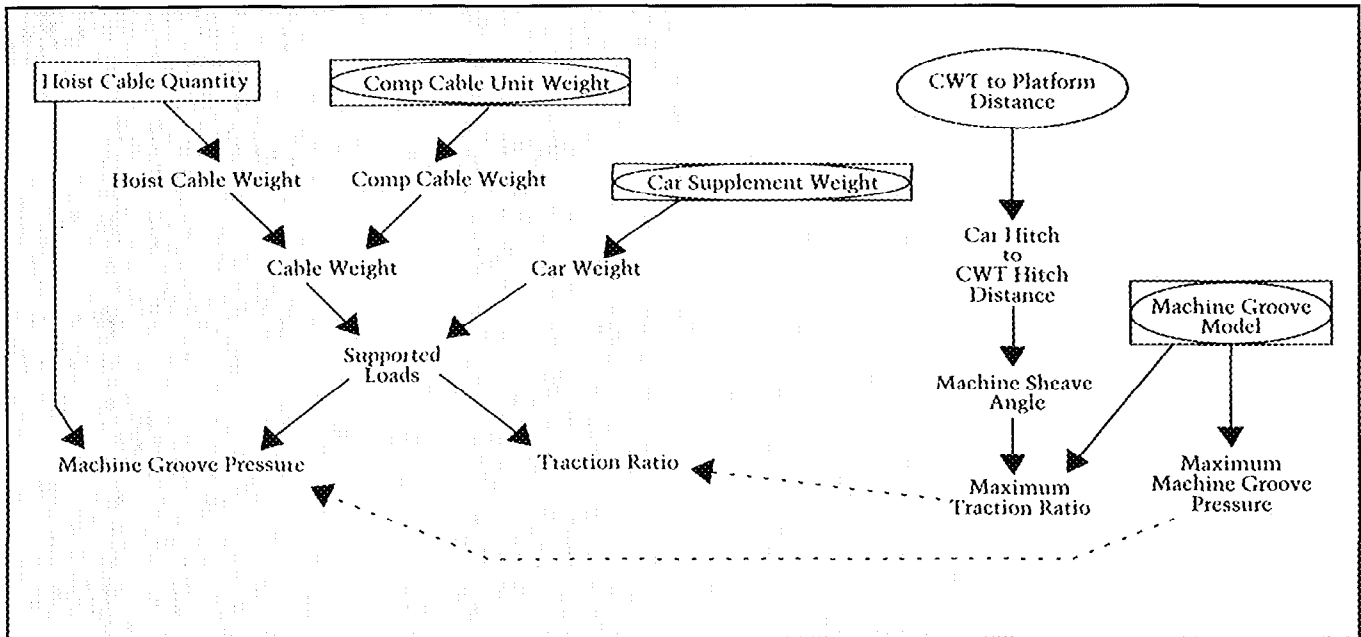 Hoist Cable Quantity
Comp Cable Unit Weight
CWT to Platform
Distance
Hoist Cable Weight
Comp Cable Weight
Car Supplement Weight
Cable Weight
Car Weight
Car Hitch
to
CWT Hitch
Distance
Machine Groove
Model
Supported
Loads
Machine Sheave
Angle
Machine Groove Pressure
Traction Ratio
Maximum
Traction Ratio
Maximum
Machine Groove
Pressure